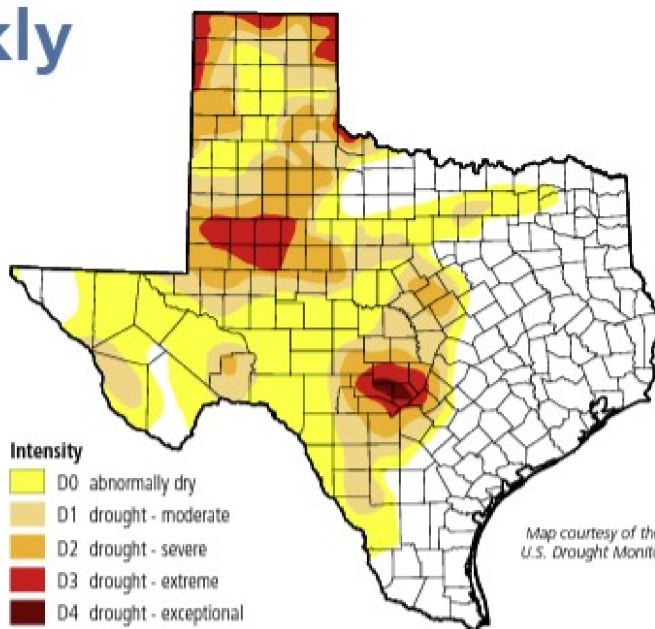 kly
Intensity
D0 abnormally dry
D1 drought - moderate
D2 drought - severe
D3 drought - extreme
D4 drought - exceptional
Map courtesy of the
U.S. Drought Monito